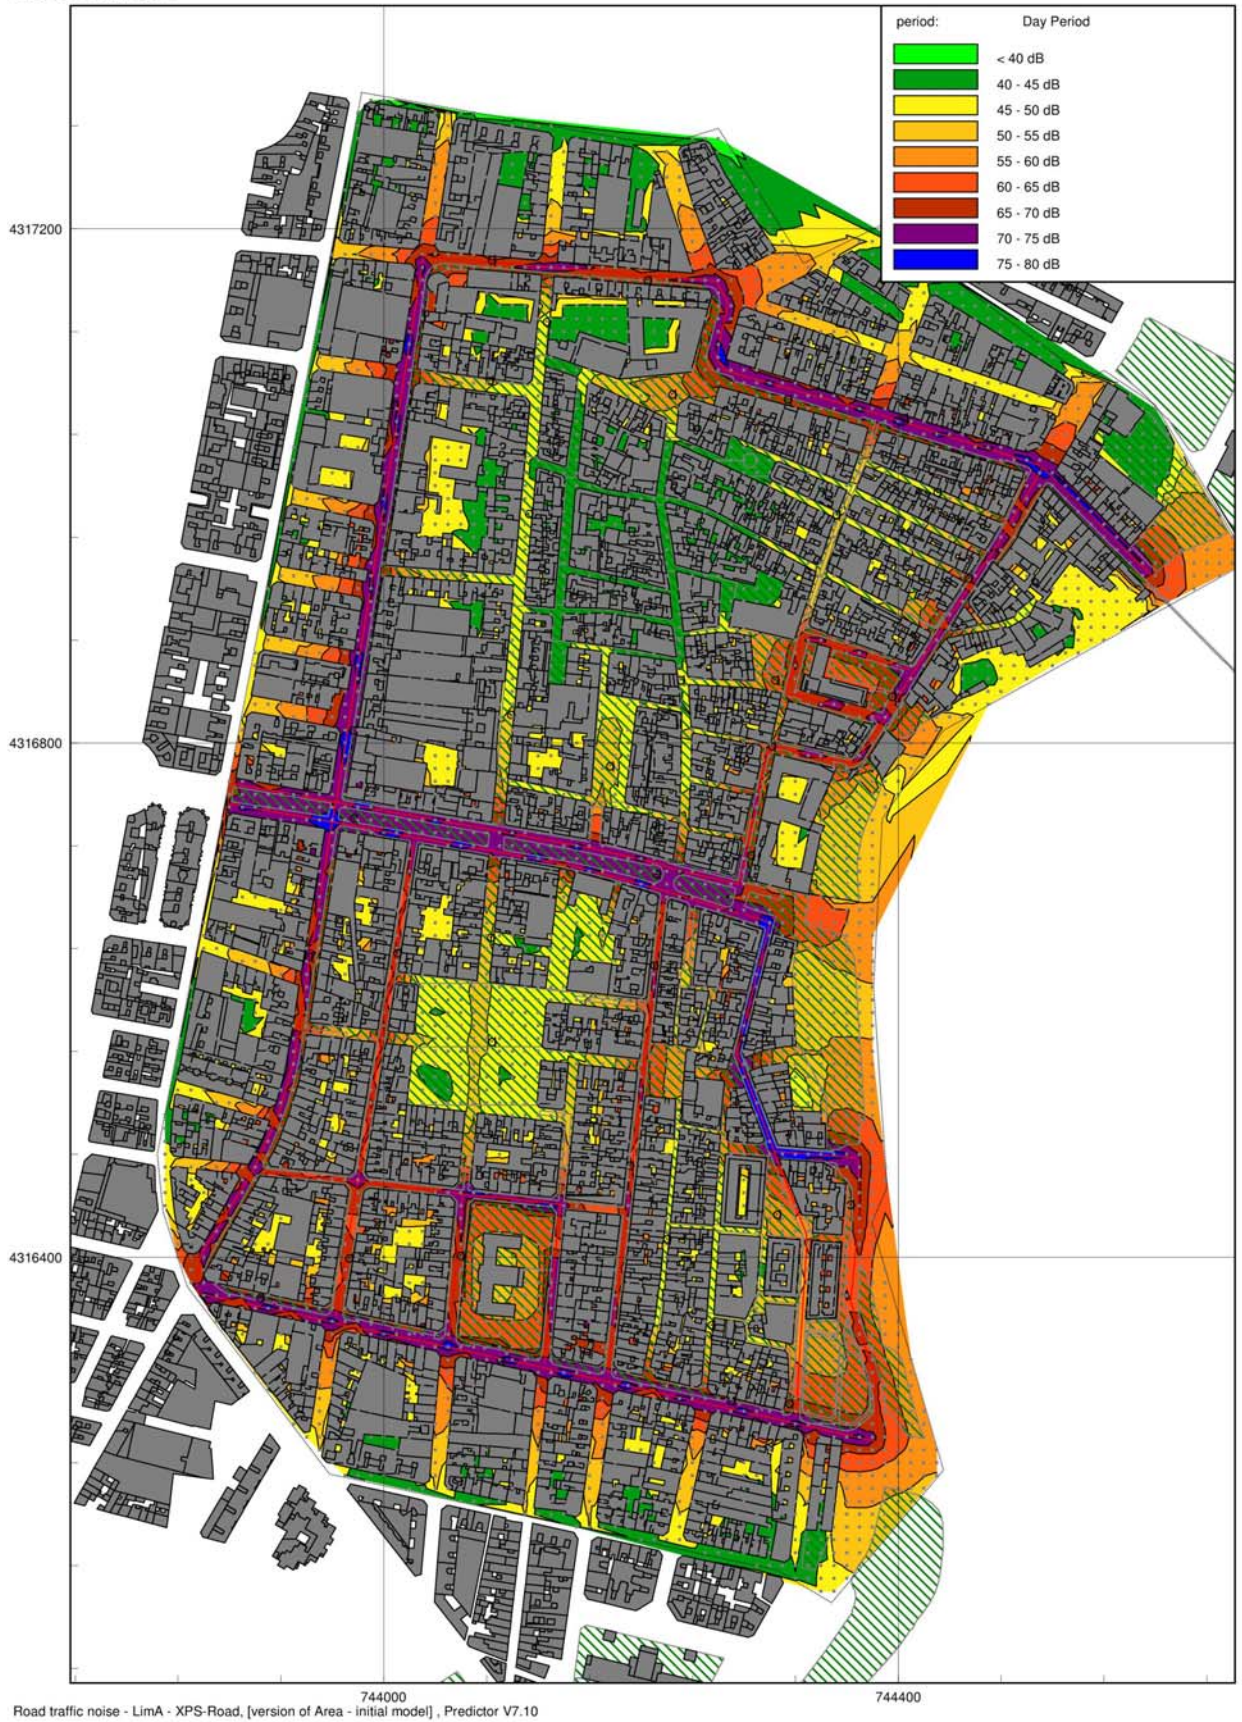 period: Day Period
< 40 dB
40 - 45 dB
45 - 50 dB
50 - 55 dB
55 - 60 dB
60 - 65 dB
65 - 70 dB
70 - 75 dB
75 - 80 dB
4317200
4316800
4316400
744000 744400
Road traffic noise - LimA - XPS-Road, [version of Area - initial model] , Predictor V7.10